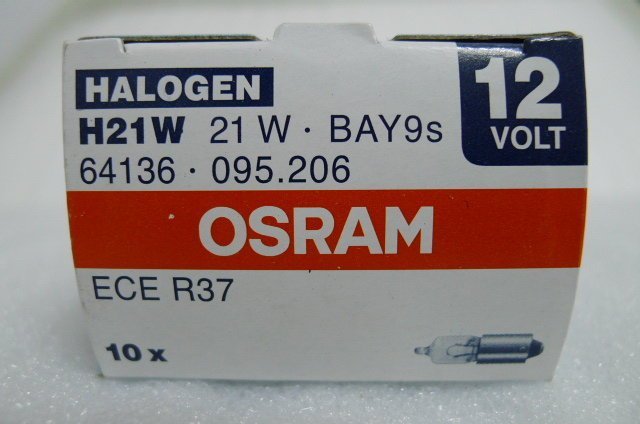 HALOGEN
12
VOLT
H21W 21 W · BAY9s
64136 · 095.206
OSRAM
ECE R37
10 x